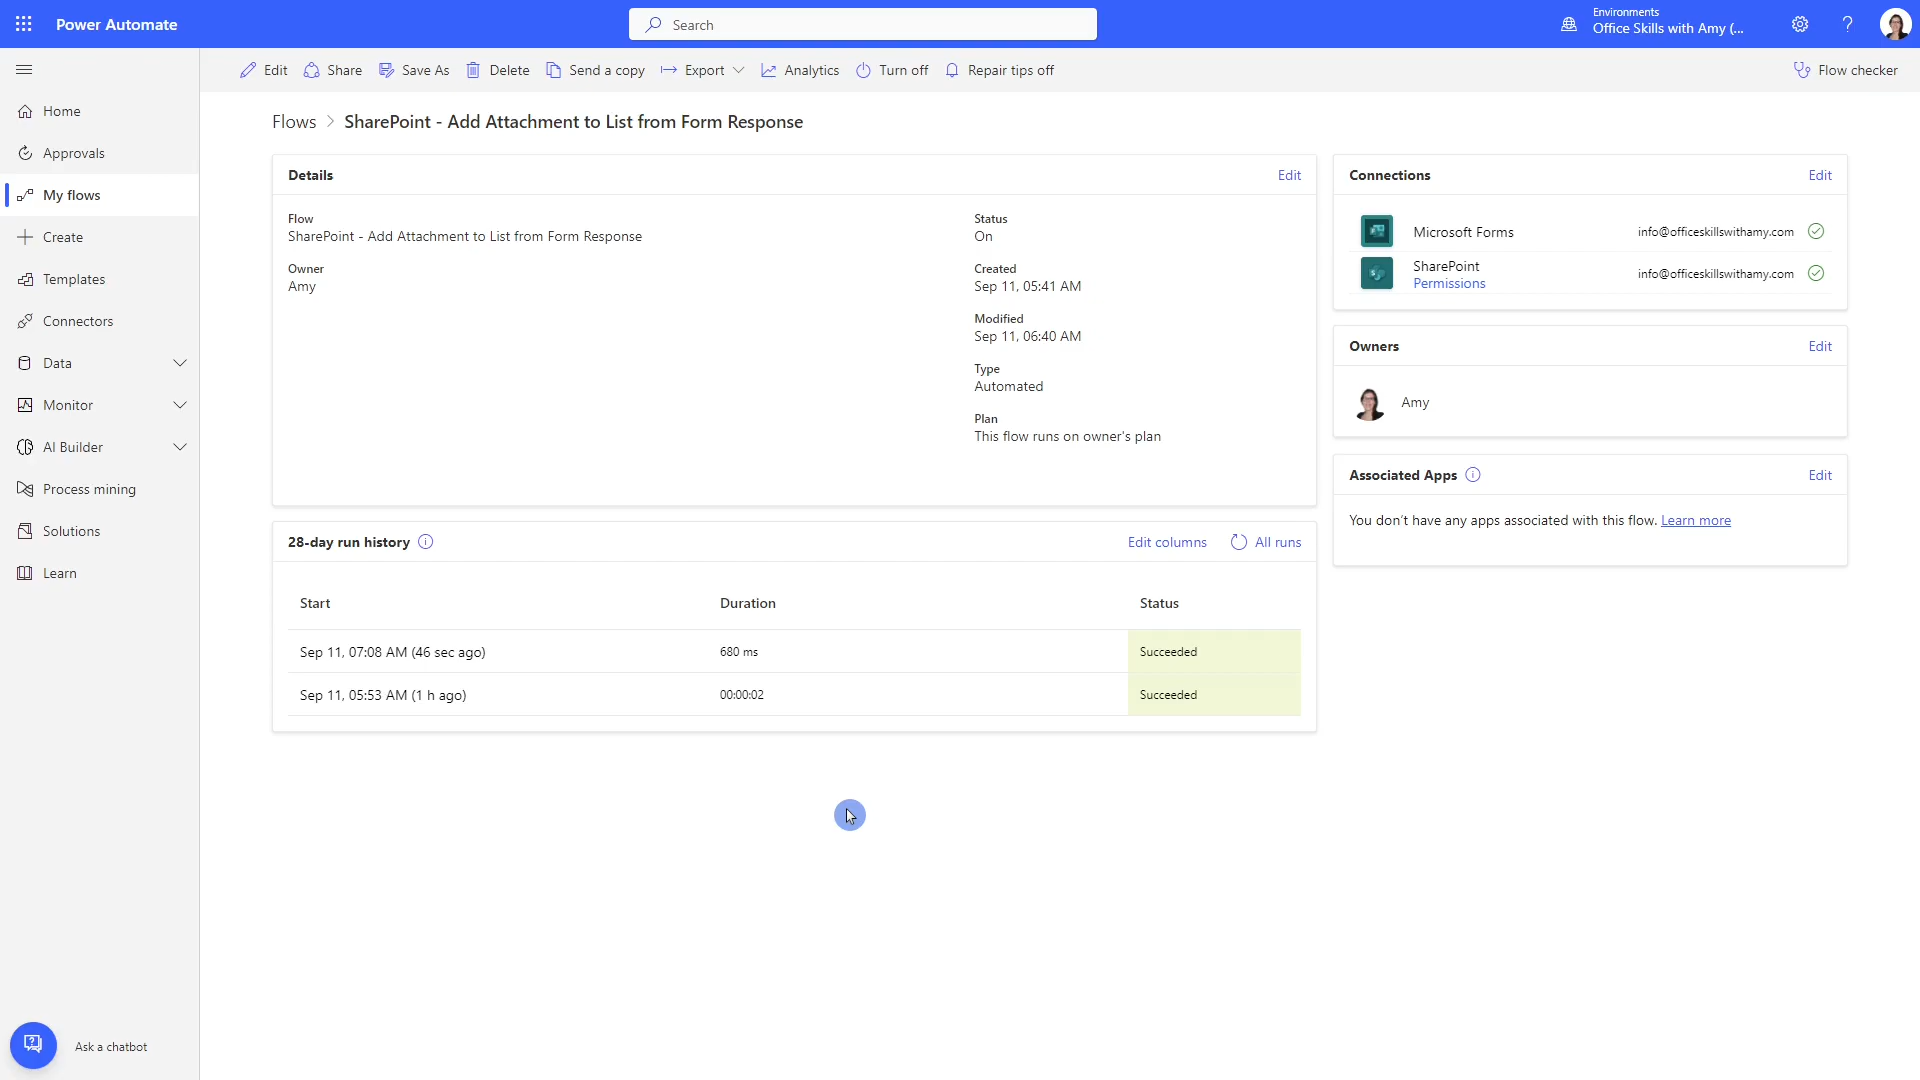 Power Automate
Search
Environments
Office Skills with Amy (...
Edit
Share
Save As
Delete
Send a copy
Export
Analytics
Turn off
Repair tips off
Flow checker
Home
Approvals
My flows
Create
Templates
Connectors
Data
Monitor
AI Builder
Process mining
Solutions
Learn
Ask a chatbot
Flows > SharePoint - Add Attachment to List from Form Response
Details
Edit
Flow
SharePoint - Add Attachment to List from Form Response
Owner
Amy
Status
On
Created
Sep 11, 05:41 AM
Modified
Sep 11, 06:40 AM
Type
Automated
Plan
This flow runs on owner's plan
28-day run history
Edit columns
All runs
Start Duration Status
Sep 11, 07:08 AM (46 sec ago) 680 ms Succeeded
Sep 11, 05:53 AM (1 h ago) 00:00:02 Succeeded
Connections
Edit
Microsoft Forms info@officeskillswithamy.com
SharePoint
Permissions
info@officeskillswithamy.com
Owners
Edit
Amy
Associated Apps
Edit
You don't have any apps associated with this flow. Learn more